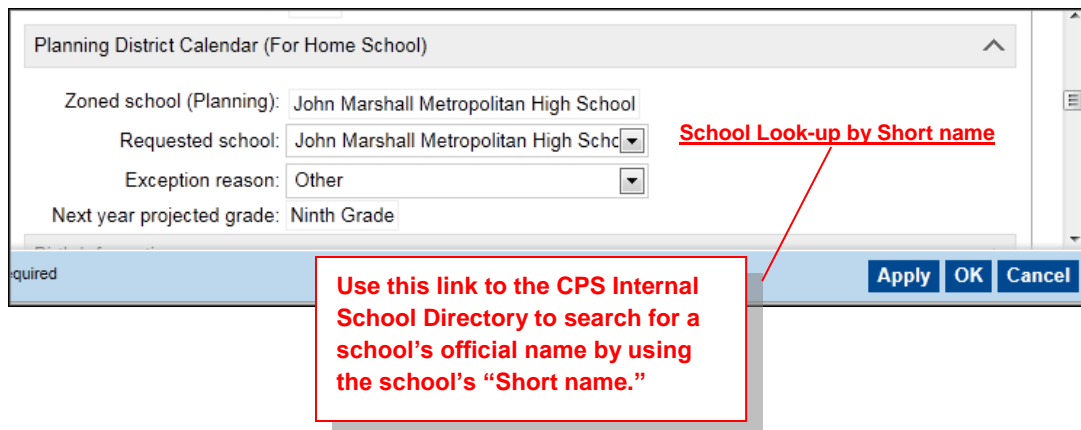 Planning District Calendar (For Home School)
Zoned school (Planning): John Marshall Metropolitan High School
Requested school: John Marshall Metropolitan High Schc
School Look-up by Short name
Exception reason: Other
Next year projected grade: Ninth Grade
equired
Apply OK Cancel
Use this link to the CPS Internal
School Directory to search for a
school’s official name by using
the school’s “Short name.”